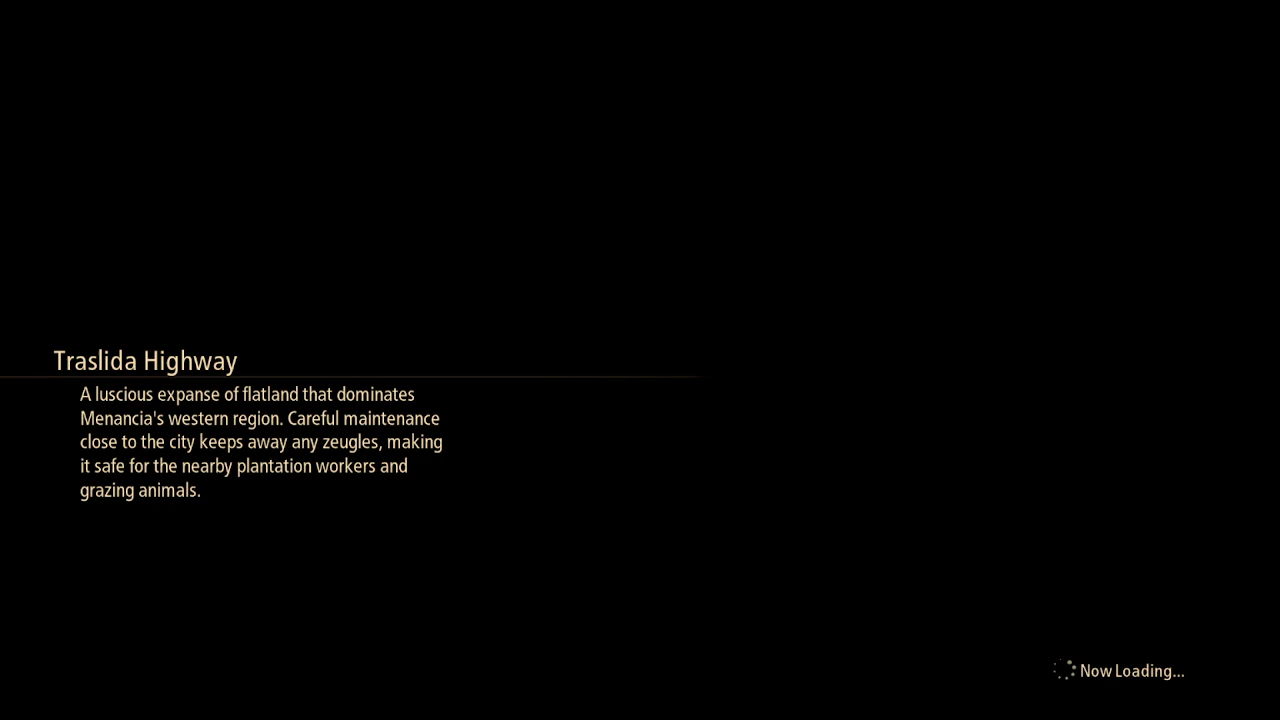 Traslida Highway
A luscious expanse of flatland that dominates
Menancia's western region. Careful maintenance
close to the city keeps away any zeugles, making
it safe for the nearby plantation workers and
grazing animals.
Now Loading...